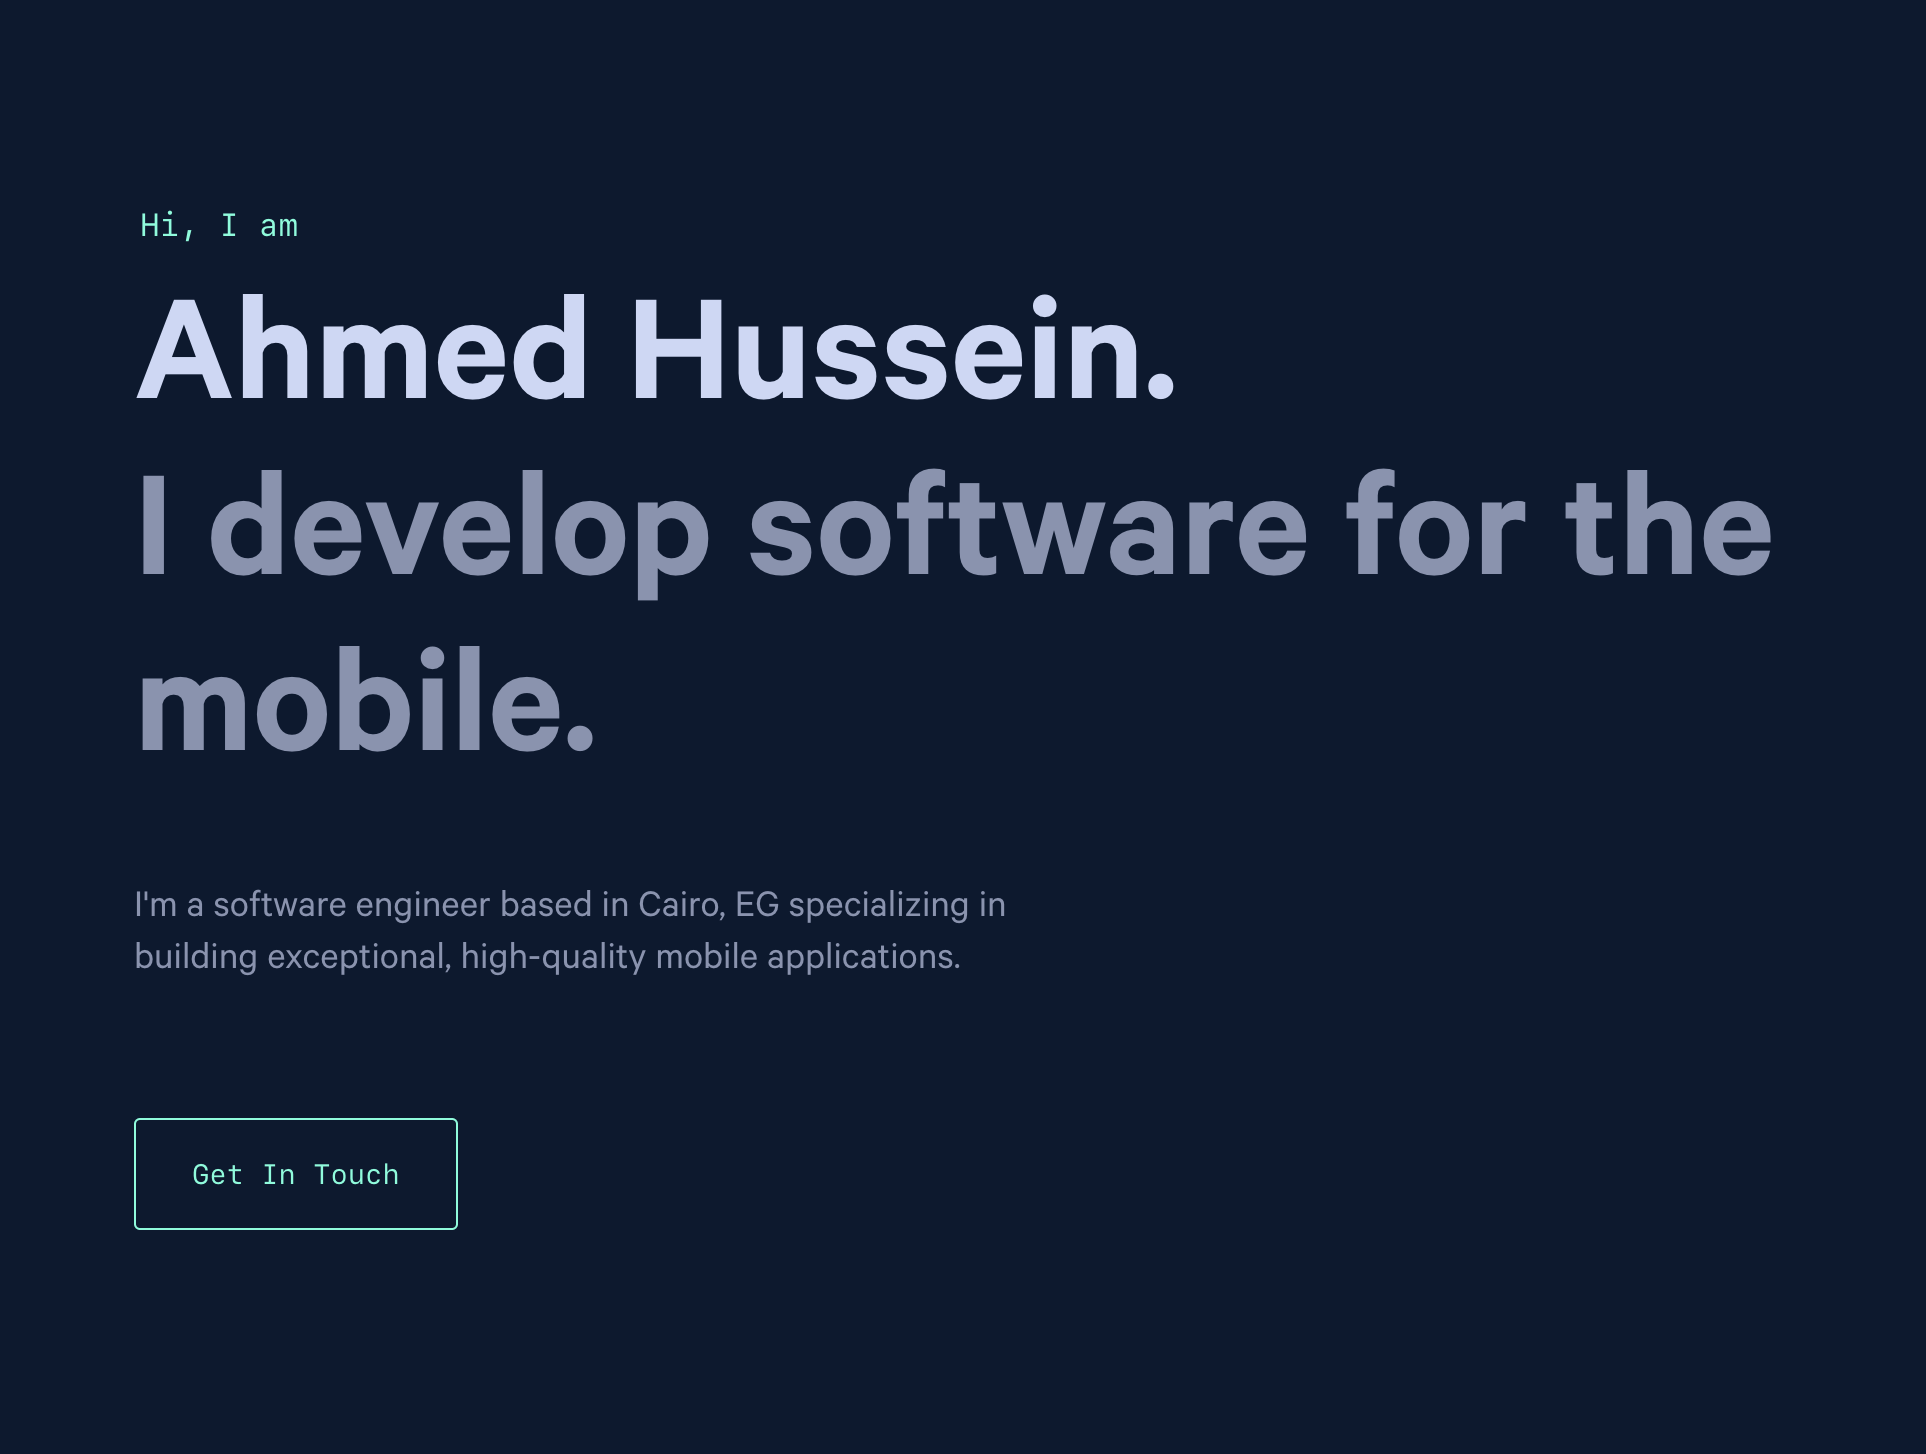 Hi, I am
Ahmed Hussein.
I develop software for the
mobile.
I'm a software engineer based in Cairo, EG specializing in
building exceptional, high-quality mobile applications.
Get In Touch